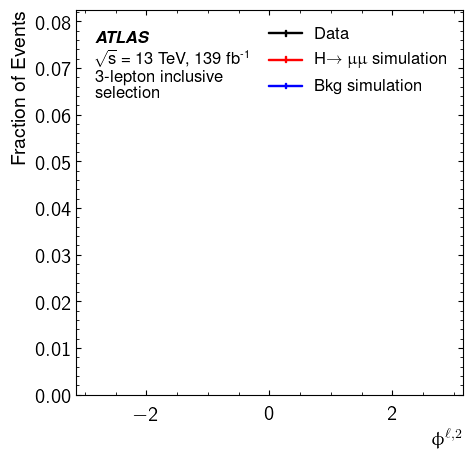 ATLAS
√s = 13 TeV, 139 fb⁻¹
3-lepton inclusive
selection
Data
H→ μμ simulation
Bkg simulation
Fraction of Events
0.08
0.07
0.06
0.05
0.04
0.03
0.02
0.01
0.00
−2
0
2
ϕ^ℓ,2